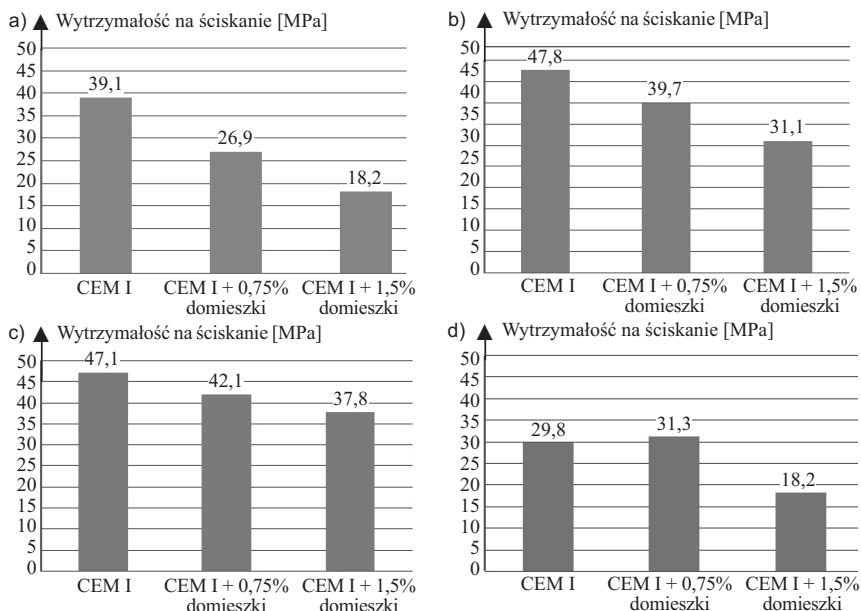 a) Wytrzymałość na ściskanie [MPa]
50
45
40
35
30
25
20
15
10
5
0
39,1
26,9
18,2
CEM I
CEM I + 0,75%
domieszki
CEM I + 1,5%
domieszki
b) Wytrzymałość na ściskanie [MPa]
50
45
40
35
30
25
20
15
10
5
0
47,8
39,7
31,1
CEM I
CEM I + 0,75%
domieszki
CEM I + 1,5%
domieszki
c) Wytrzymałość na ściskanie [MPa]
50
45
40
35
30
25
20
15
10
5
0
47,1
42,1
37,8
CEM I
CEM I + 0,75%
domieszki
CEM I + 1,5%
domieszki
d) Wytrzymałość na ściskanie [MPa]
50
45
40
35
30
25
20
15
10
5
0
29,8
31,3
18,2
CEM I
CEM I + 0,75%
domieszki
CEM I + 1,5%
domieszki